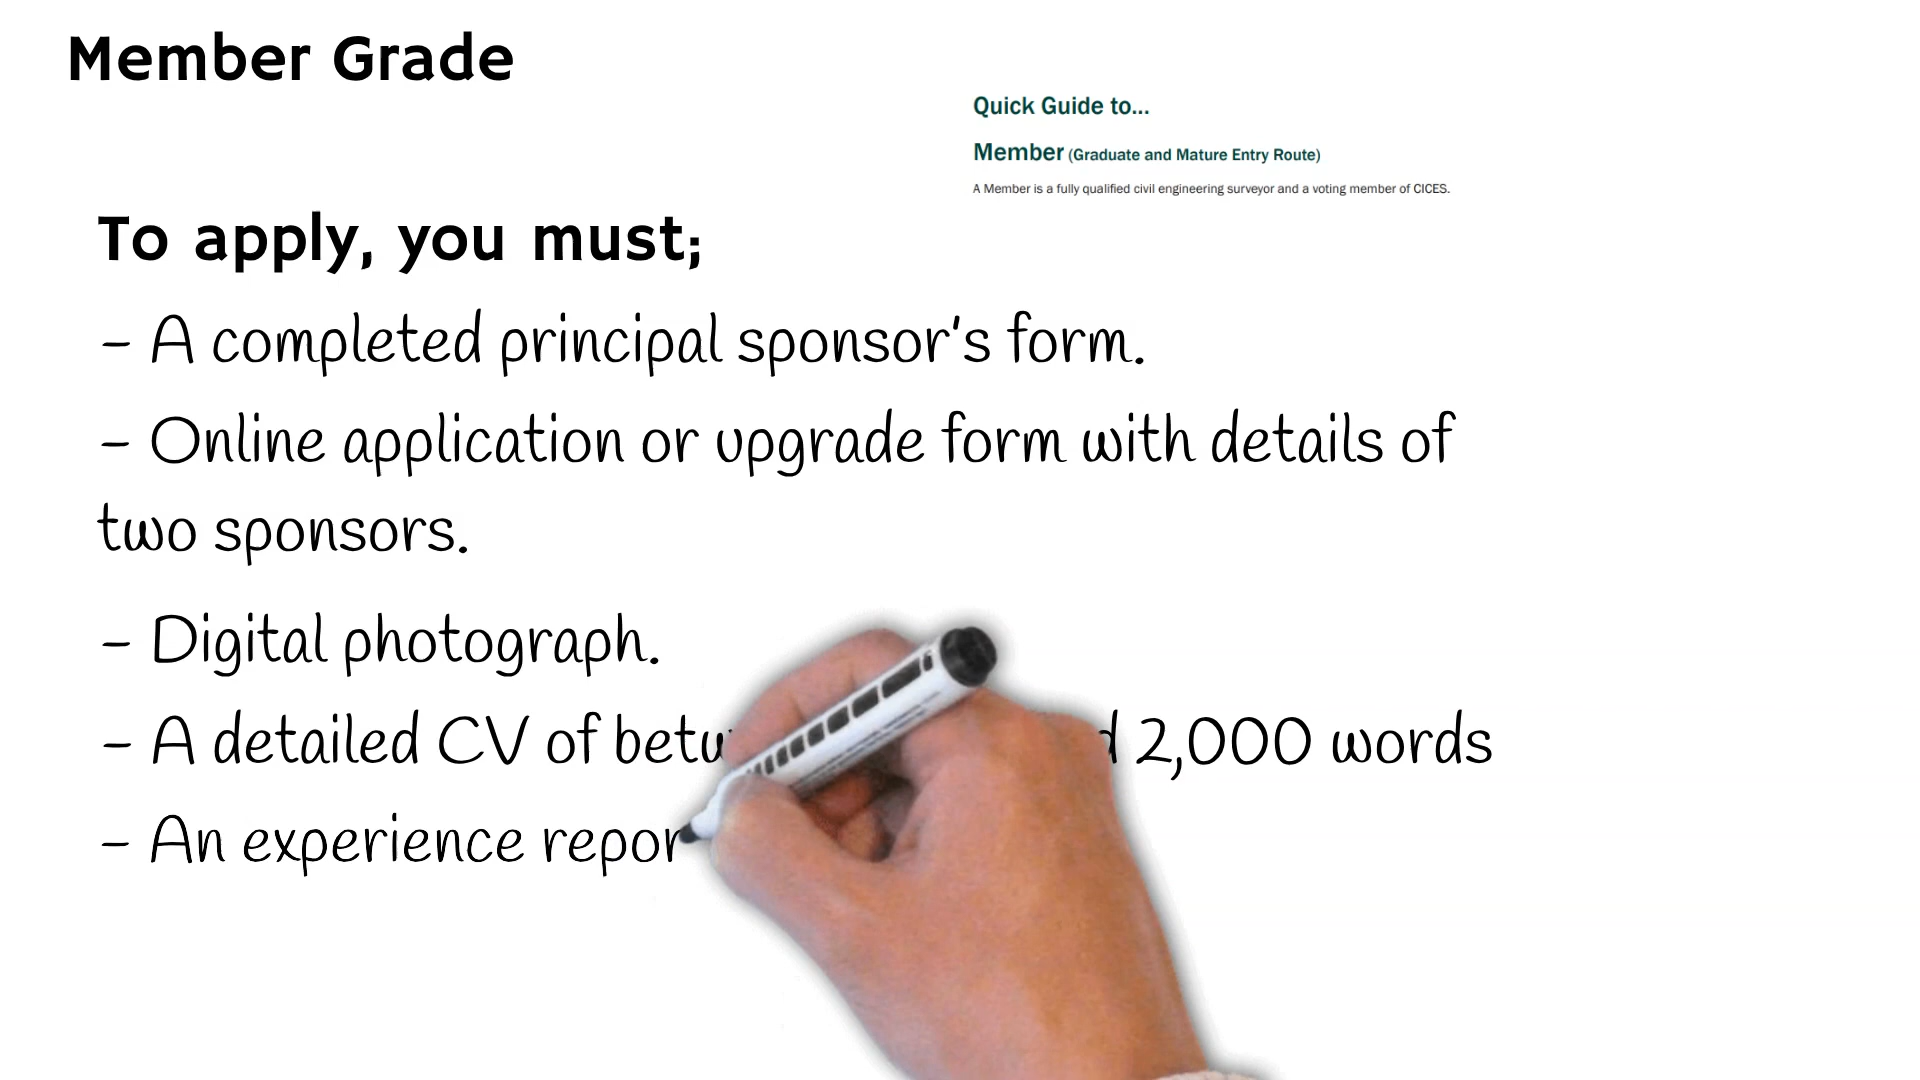 Member Grade
Quick Guide to...
Member (Graduate and Mature Entry Route)
A Member is a fully qualified civil engineering surveyor and a voting member of CICES.
To apply, you must;
- A completed principal sponsor's form.
- Online application or upgrade form with details of
two sponsors.
- Digital photograph.
- A detailed CV of 2,000 words
- An experience